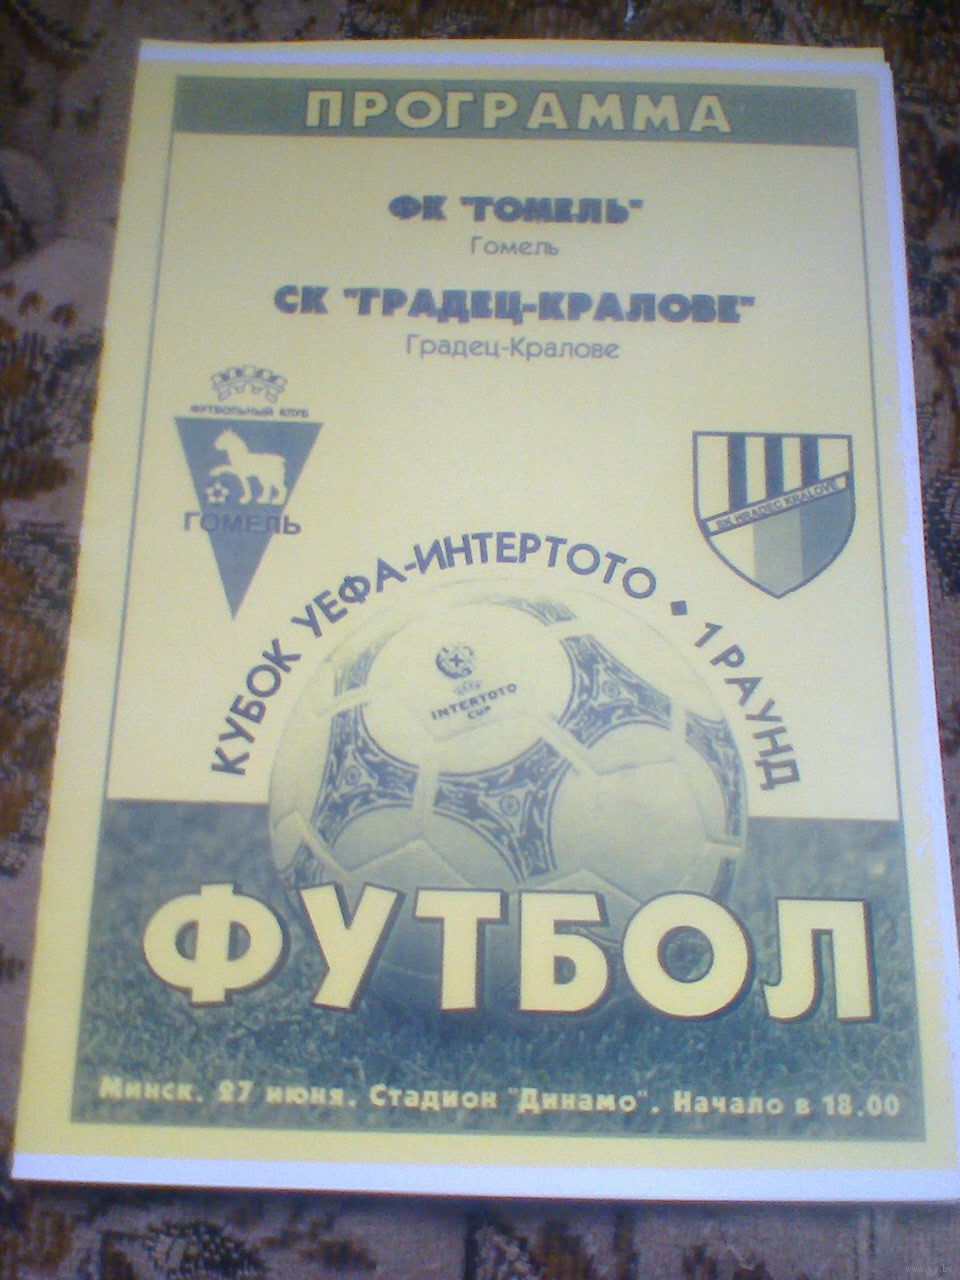 ПРОГРАММА
ФК "ГОМЕЛЬ"
Гомель
СК "ГРАДЕЦ-КРАЛОВЕ"
Градец-Кралове
ФУТБОЛЬНЫЙ КЛУБ
ГОМЕЛЬ
SK HRADEC KRALOVE
КУБОК УЕФА-ИНТЕРТОТО ▪ 1 РАУНД
INTERTOTO
CUP
ФУТБОЛ
Минск. 27 июня. Стадион "Динамо". Начало в 18.00